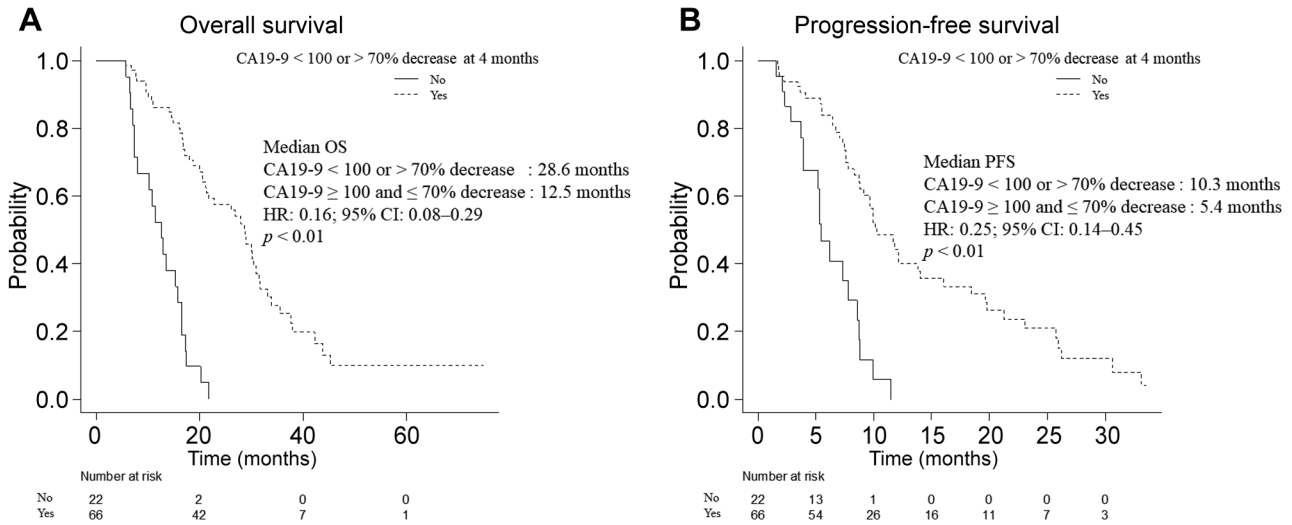 A
Overall survival
CA19-9 < 100 or > 70% decrease at 4 months
No
Yes
Median OS
CA19-9 < 100 or > 70% decrease : 28.6 months
CA19-9 ≥ 100 and ≤ 70% decrease : 12.5 months
HR: 0.16; 95% CI: 0.08–0.29
p < 0.01
Probability
1.0
0.8
0.6
0.4
0.2
0.0
0 20 40 60
Time (months)
Number at risk
No 22 2 0 0
Yes 66 42 7 1
B
Progression-free survival
CA19-9 < 100 or > 70% decrease at 4 months
No
Yes
Median PFS
CA19-9 < 100 or > 70% decrease : 10.3 months
CA19-9 ≥ 100 and ≤ 70% decrease : 5.4 months
HR: 0.25; 95% CI: 0.14–0.45
p < 0.01
Probability
1.0
0.8
0.6
0.4
0.2
0.0
0 5 10 15 20 25 30
Time (months)
Number at risk
No 22 13 1 0 0 0 0
Yes 66 54 26 16 11 7 3